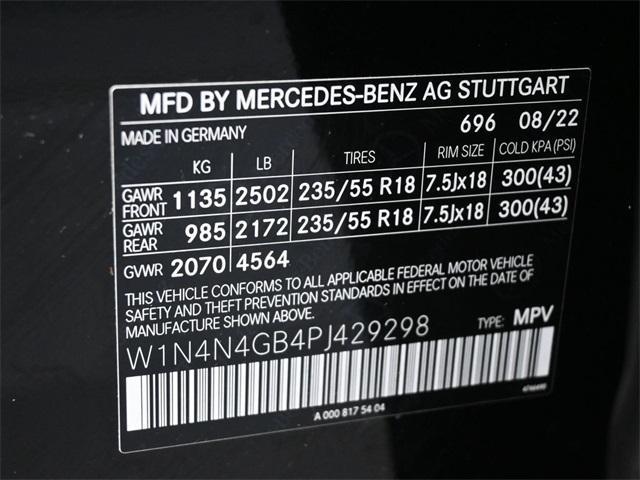 MFD BY MERCEDES-BENZ AG STUTTGART
MADE IN GERMANY 696 08/22
KG LB TIRES RIM SIZE COLD KPA (PSI)
GAWR FRONT 1135 2502 235/55 R18 7.5Jx18 300(43)
GAWR REAR 985 2172 235/55 R18 7.5Jx18 300(43)
GVWR 2070 4564
THIS VEHICLE CONFORMS TO ALL APPLICABLE FEDERAL MOTOR VEHICLE
SAFETY AND THEFT PREVENTION STANDARDS IN EFFECT ON THE DATE OF
MANUFACTURE SHOWN ABOVE.
W1N4N4GB4PJ429298 TYPE: MPV
A 000 817 54 04